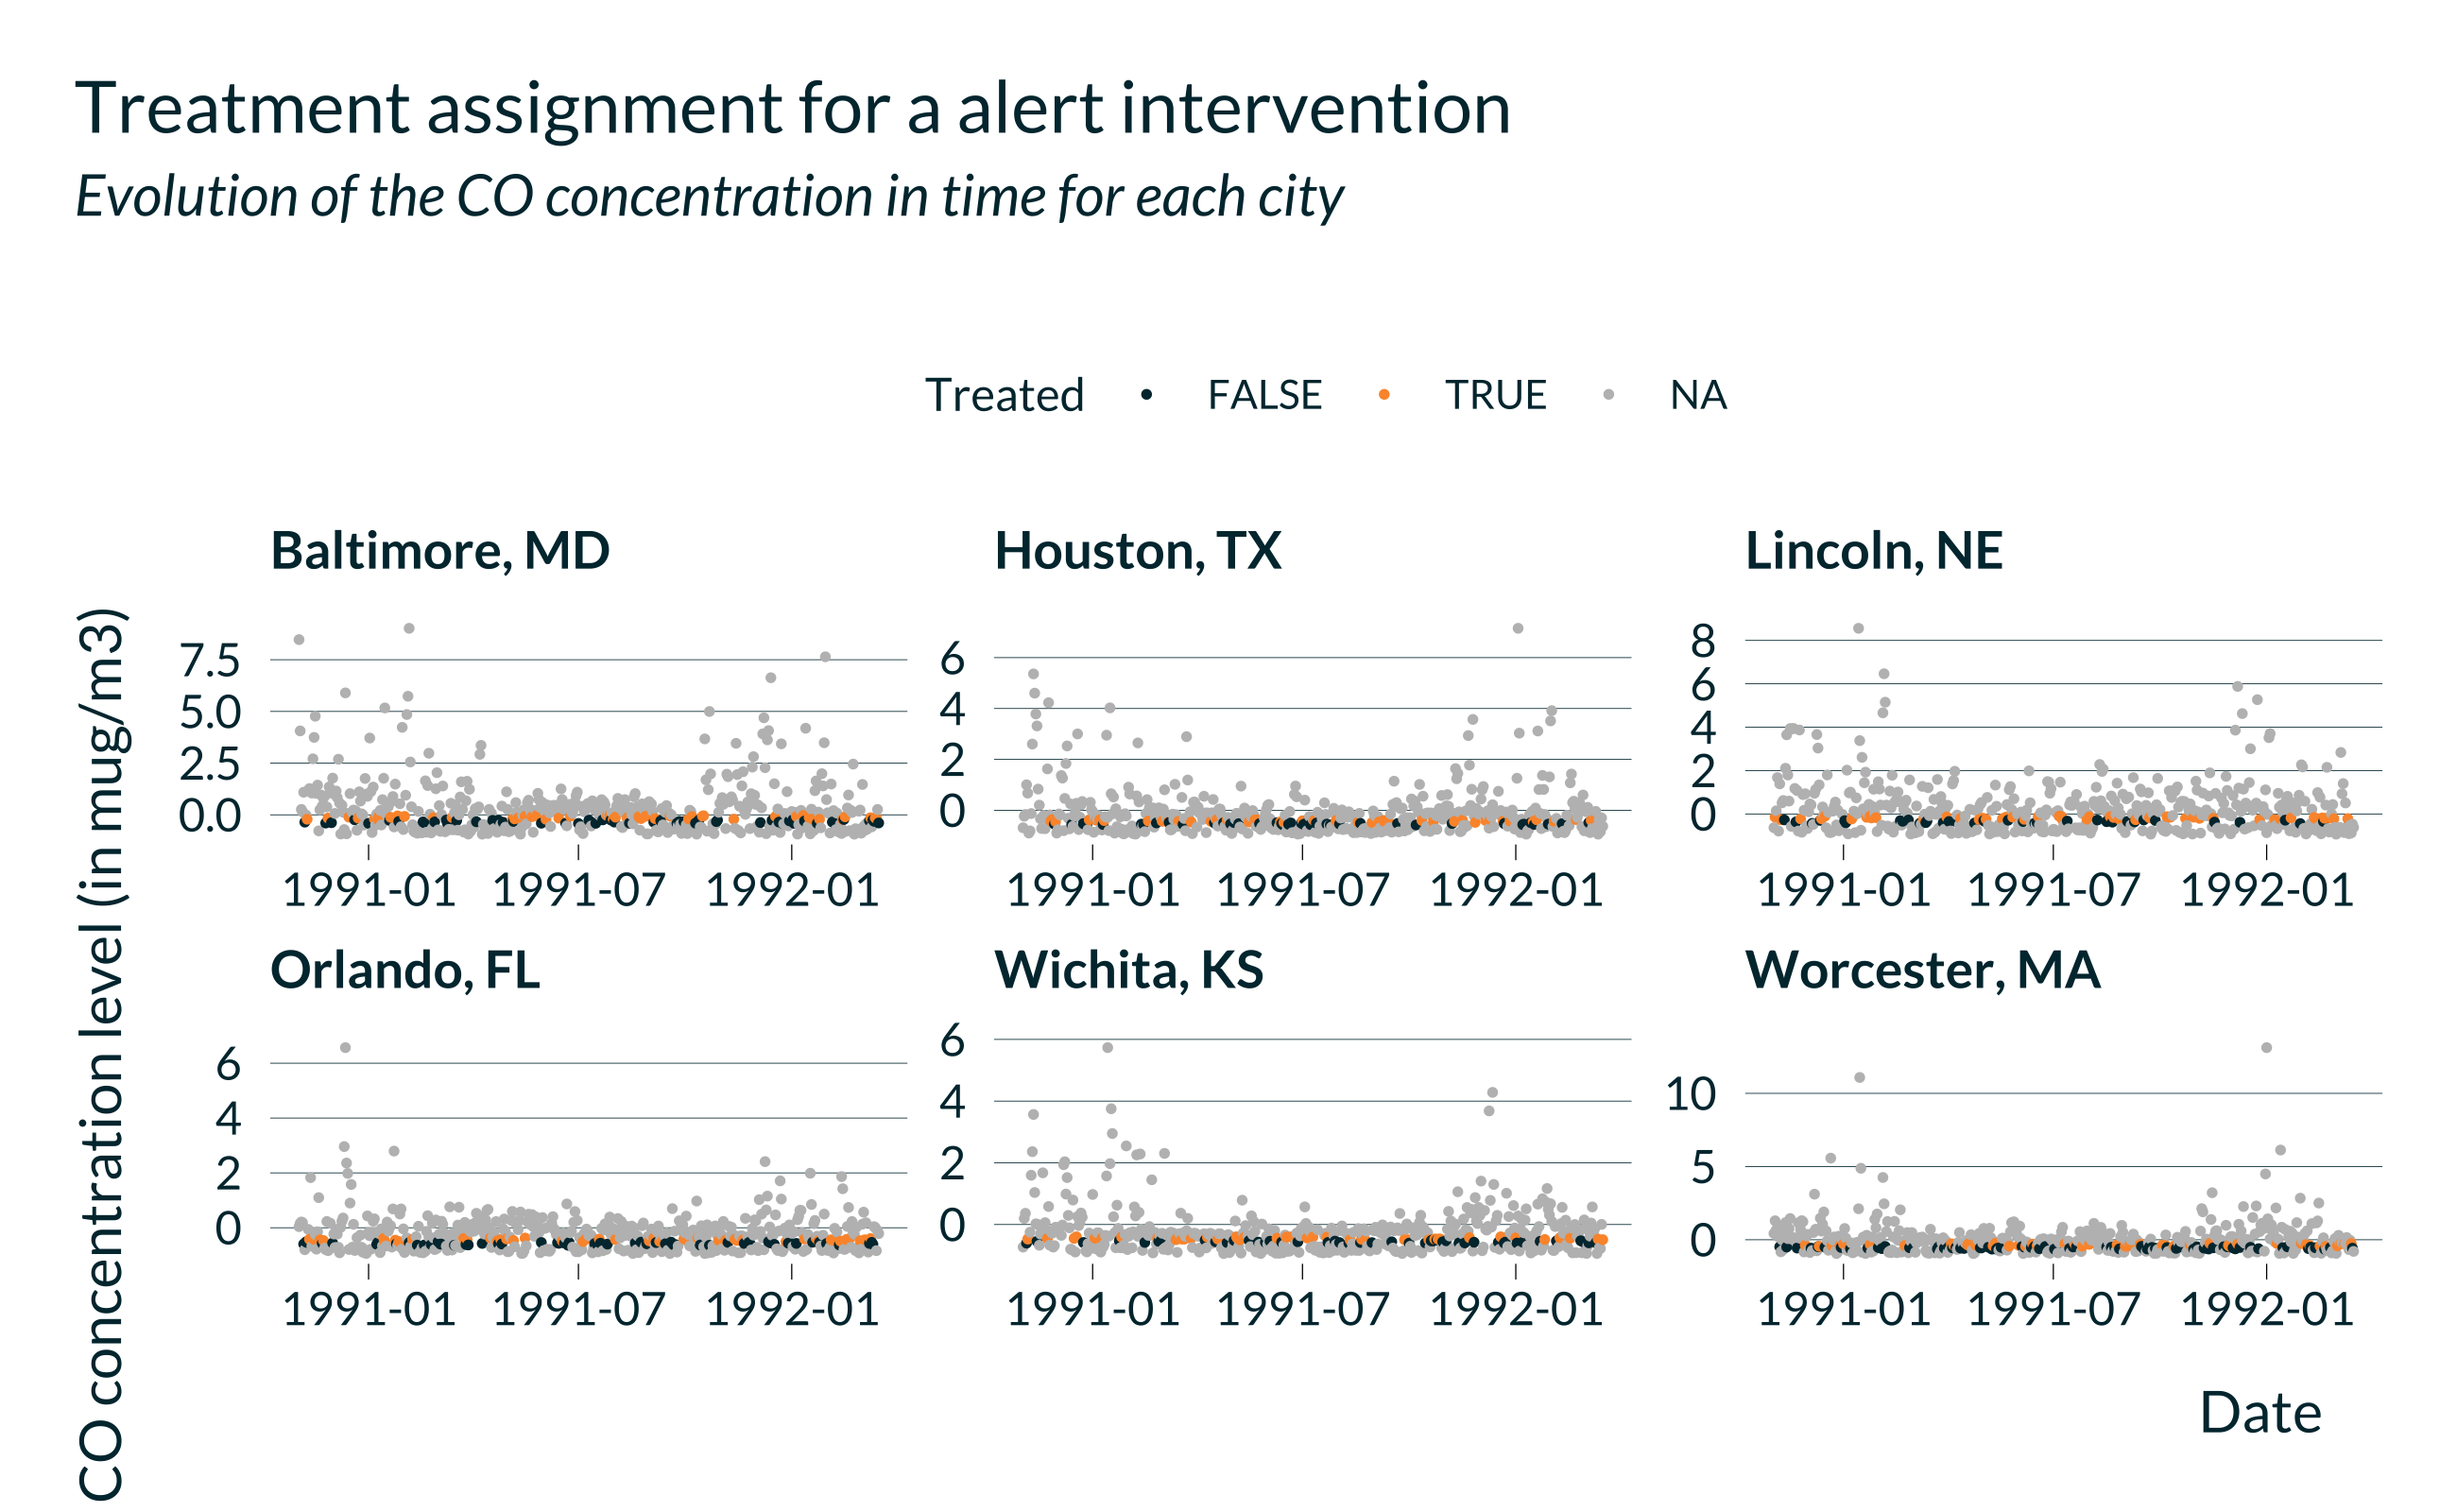 Treatment assignment for a alert intervention
Evolution of the CO concentration in time for each city
Treated FALSE TRUE NA
Baltimore, MD
7.5
5.0
2.5
0.0
1991-01 1991-07 1992-01
Houston, TX
6
4
2
0
1991-01 1991-07 1992-01
Lincoln, NE
8
6
4
2
0
1991-01 1991-07 1992-01
Orlando, FL
6
4
2
0
1991-01 1991-07 1992-01
Wichita, KS
6
4
2
0
1991-01 1991-07 1992-01
Worcester, MA
10
5
0
1991-01 1991-07 1992-01
CO concentration level (in mug/m3)
Date